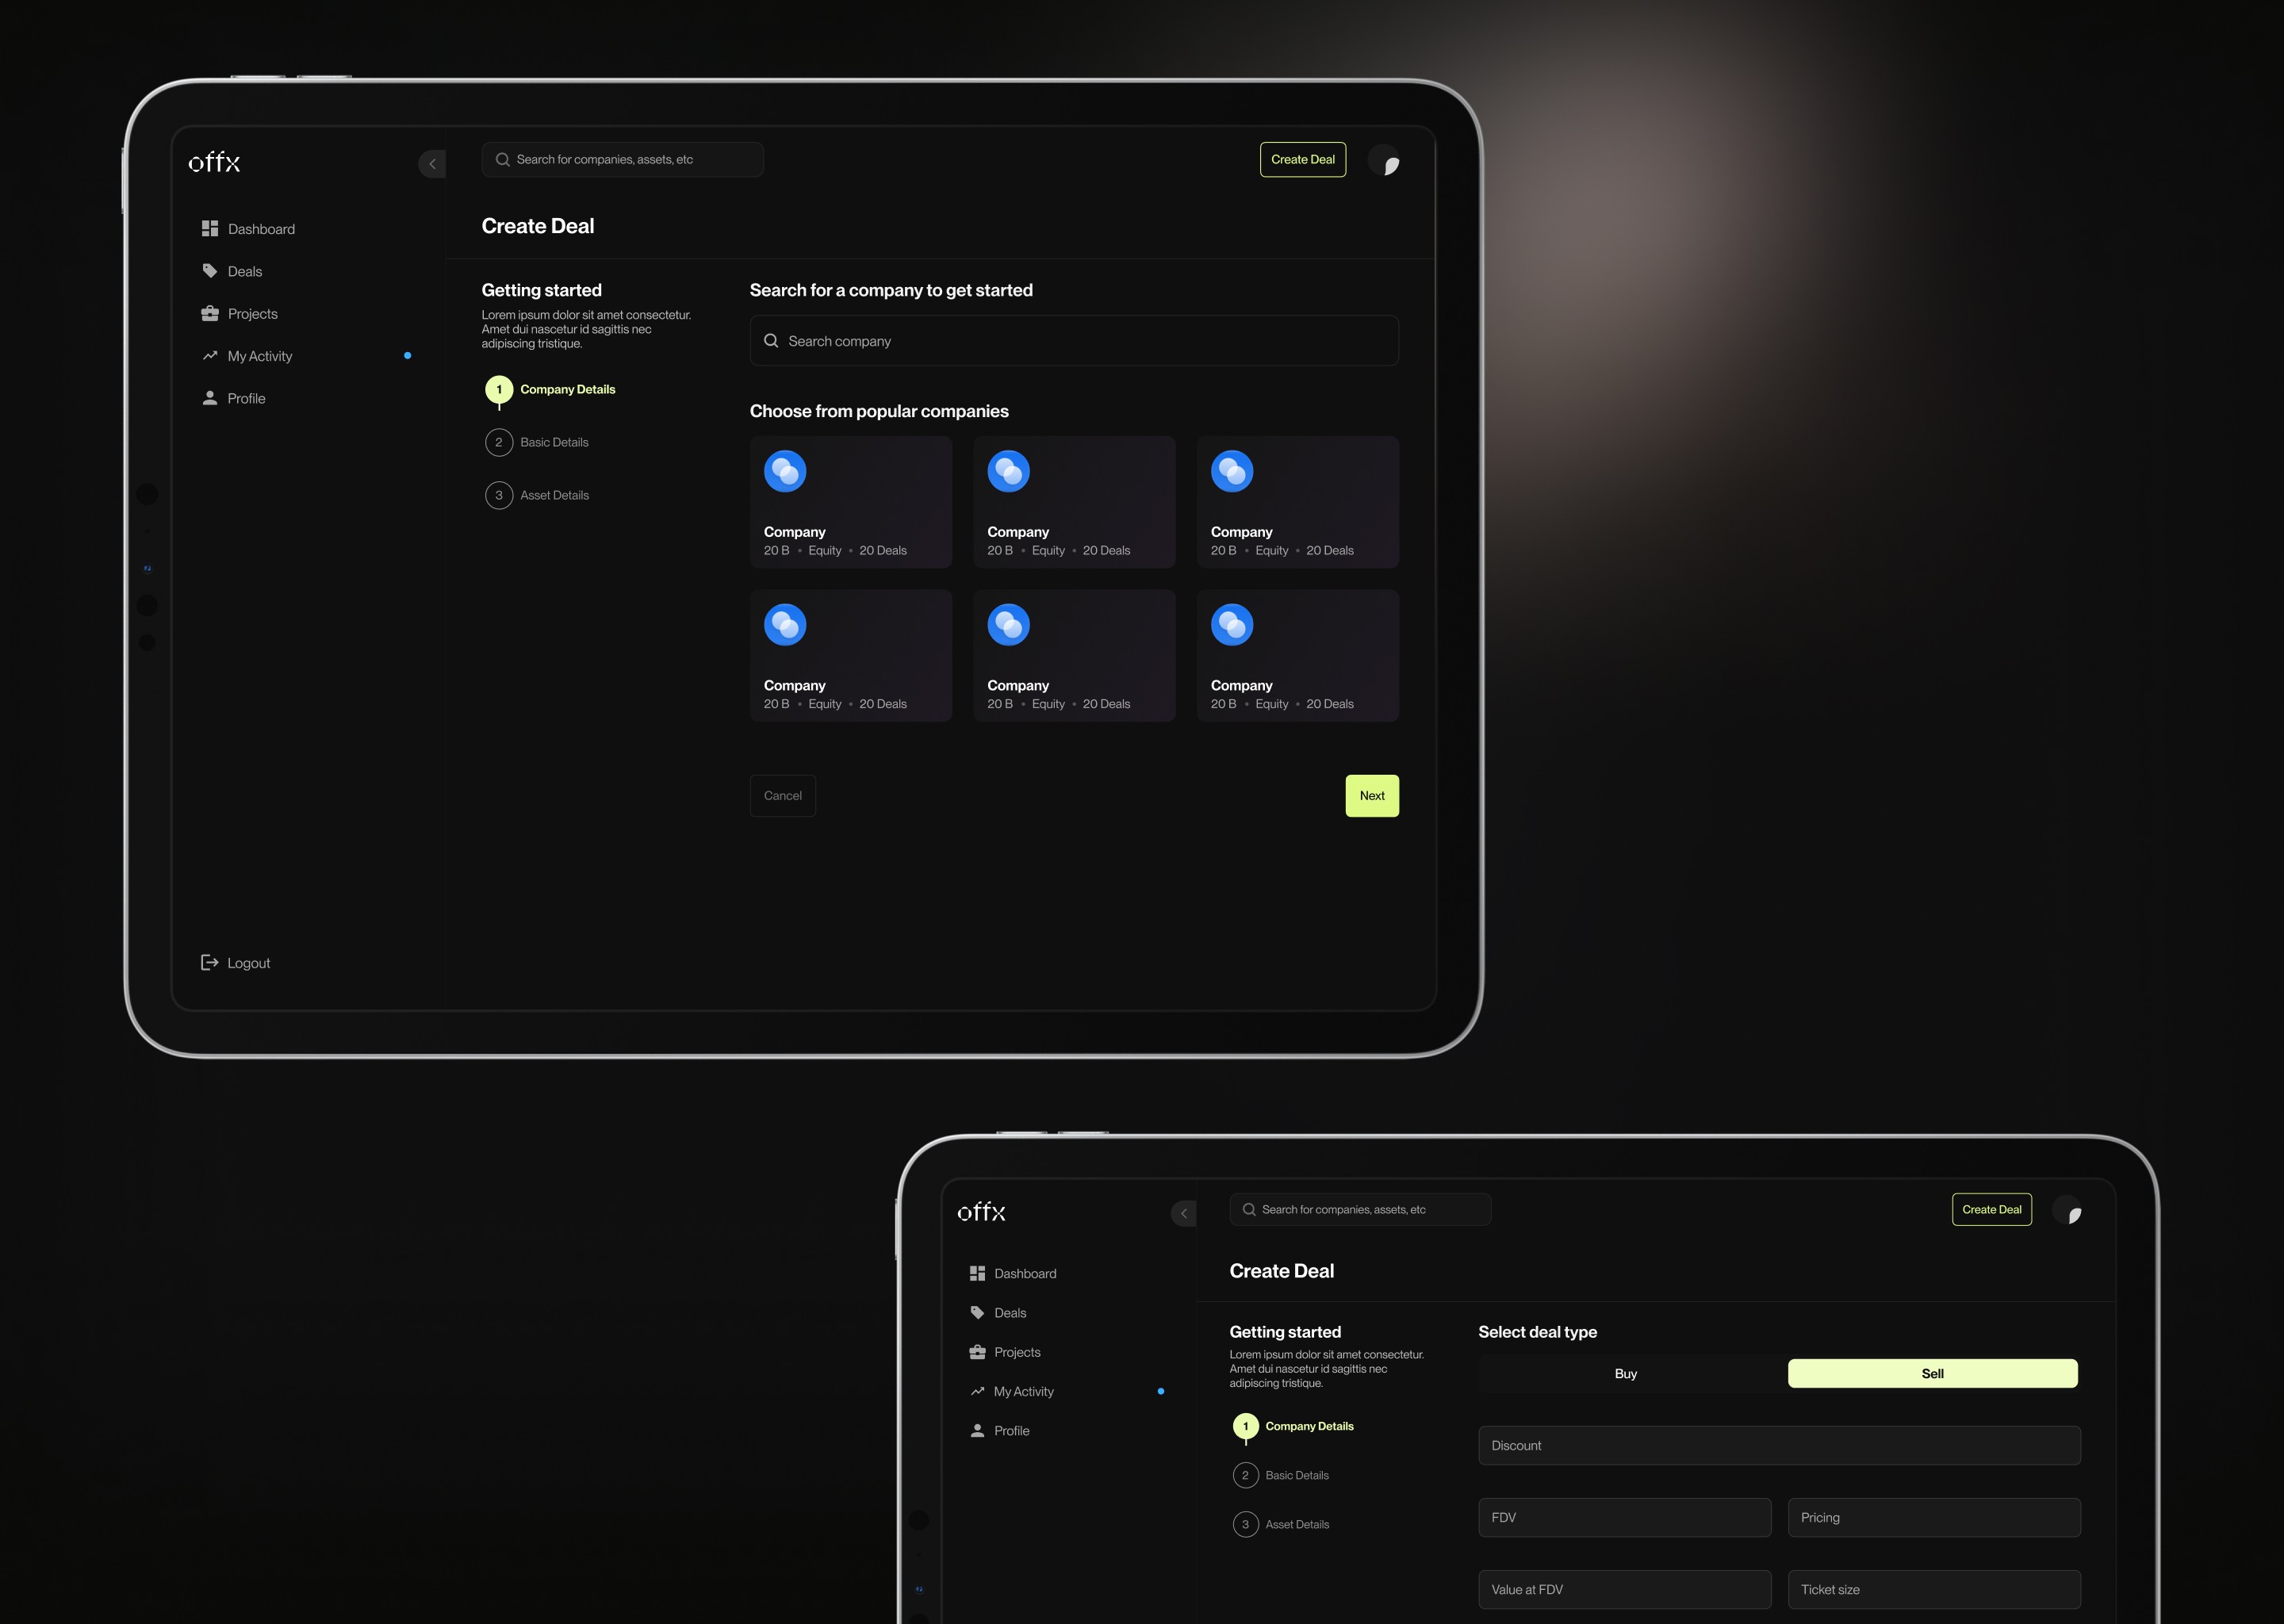 offx
Search for companies, assets, etc
Create Deal
Dashboard
Deals
Projects
My Activity
Profile
Logout
Create Deal
Getting started
Lorem ipsum dolor sit amet consectetur.
Amet dui nascetur id sagittis nec
adipiscing tristique.
1 Company Details
2 Basic Details
3 Asset Details
Search for a company to get started
Search company
Choose from popular companies
Company
20 B • Equity • 20 Deals
Company
20 B • Equity • 20 Deals
Company
20 B • Equity • 20 Deals
Company
20 B • Equity • 20 Deals
Company
20 B • Equity • 20 Deals
Company
20 B • Equity • 20 Deals
Cancel
Next
offx
Search for companies, assets, etc
Create Deal
Dashboard
Deals
Projects
My Activity
Profile
Create Deal
Getting started
Lorem ipsum dolor sit amet consectetur.
Amet dui nascetur id sagittis nec
adipiscing tristique.
1 Company Details
2 Basic Details
3 Asset Details
Select deal type
Buy
Sell
Discount
FDV
Pricing
Value at FDV
Ticket size